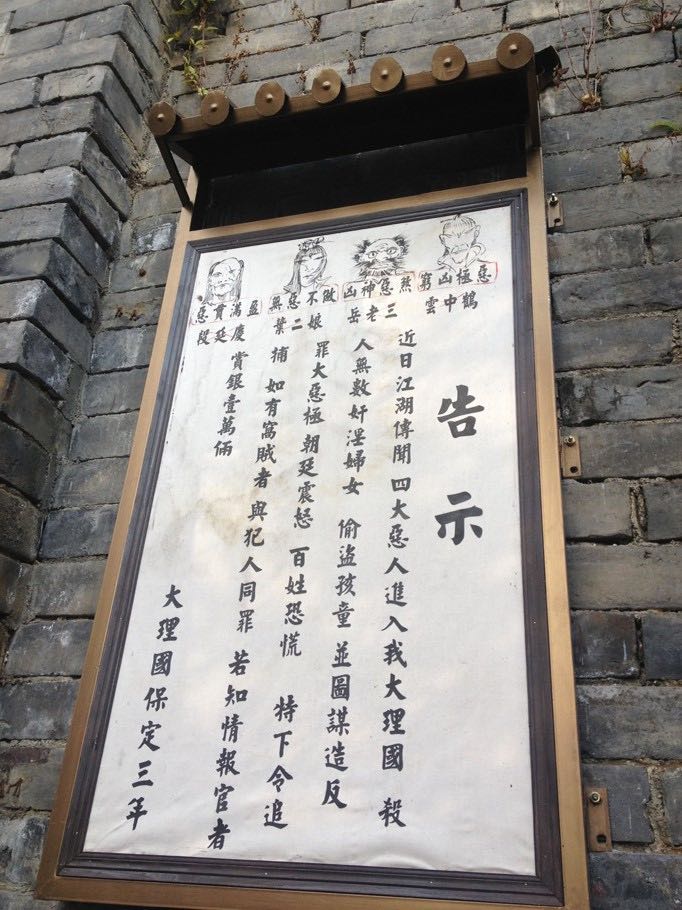 惡貫滿盈
段延慶
無惡不做
葉二娘
凶神惡煞
岳老三
窮凶極惡
雲中鶴
告示
近日江湖傳聞 四大惡人進入我大理國 殺
人無數奸淫婦女 偷盜孩童 並圖謀造反
罪大惡極 朝廷震怒 百姓恐慌 特下令追
捕 如有窩賊者 與犯人同罪 若知情報官者
賞銀壹萬倆
大理國保定三年